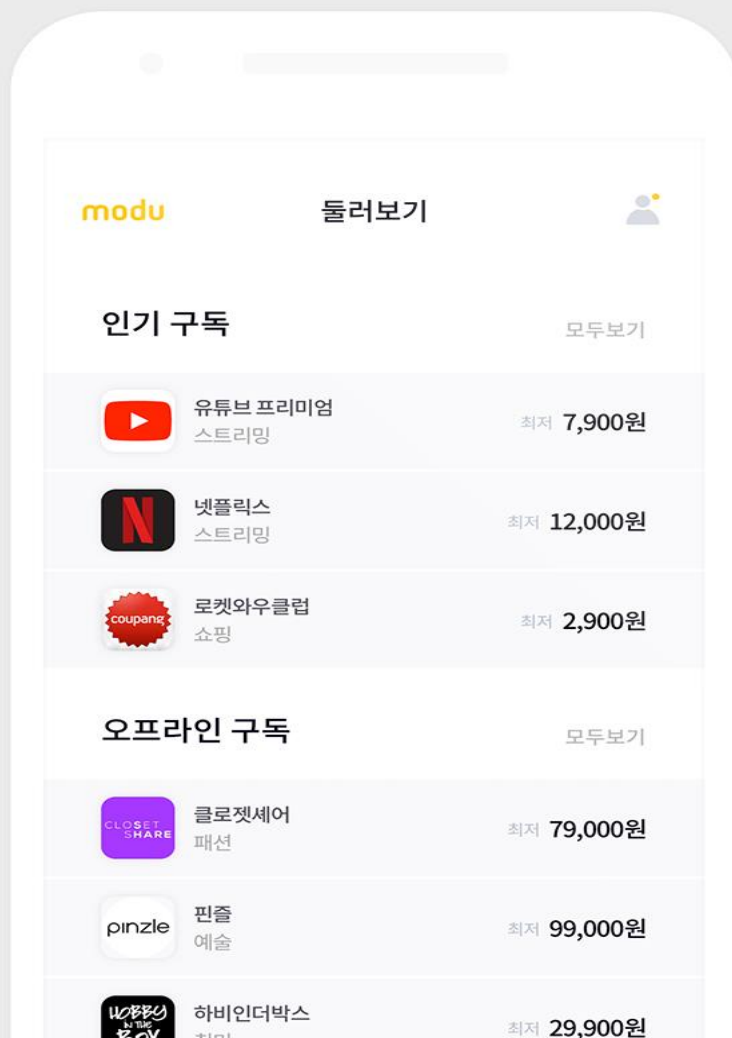 modu
둘러보기
인기 구독
모두보기
유튜브 프리미엄
스트리밍
최저 7,900원
넷플릭스
스트리밍
최저 12,000원
coupang
로켓와우클럽
쇼핑
최저 2,900원
오프라인 구독
모두보기
CLOSET
SHARE
클로젯셰어
패션
최저 79,000원
pinzle
핀즐
예술
최저 99,000원
HOBBY
IN THE
BOX
하비인더박스
최저 29,900원